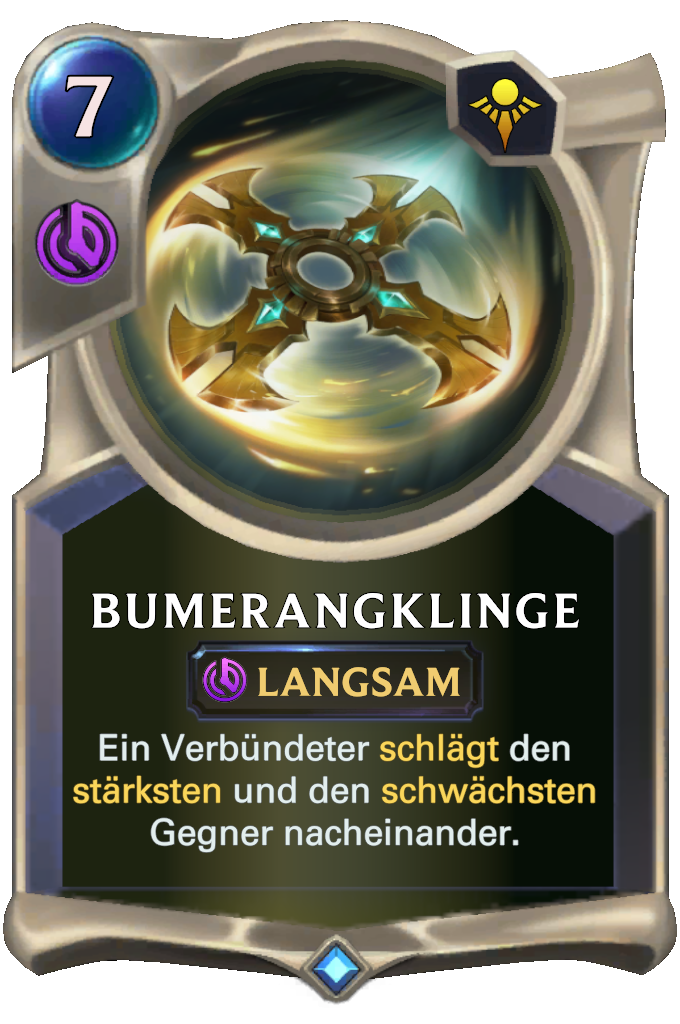 7
BUMERANGKLINGE
LANGSAM
Ein Verbündeter schlägt den
stärksten und den schwächsten
Gegner nacheinander.